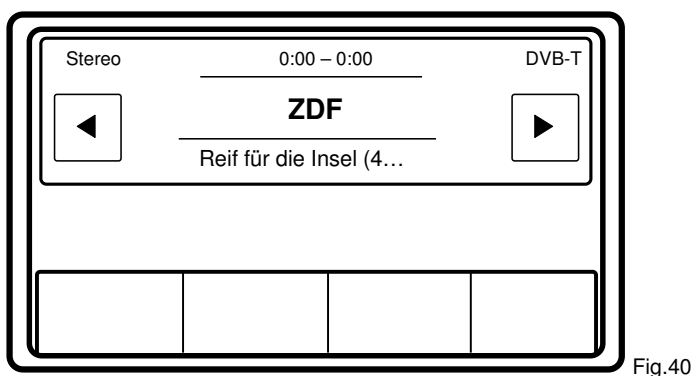 Stereo 0:00 – 0:00 DVB-T
ZDF
Reif für die Insel (4…
Fig.40